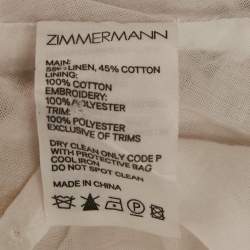 ZIMMERMANN
MAIN:
55% LINEN, 45% COTTON
LINING:
100% COTTON
EMBROIDERY:
100% POLYESTER
TRIM:
100% POLYESTER
EXCLUSIVE OF TRIMS
DRY CLEAN ONLY CODE P
WITH PROTECTIVE BAG
COOL IRON
DO NOT SPOT CLEAN
MADE IN CHINA
P